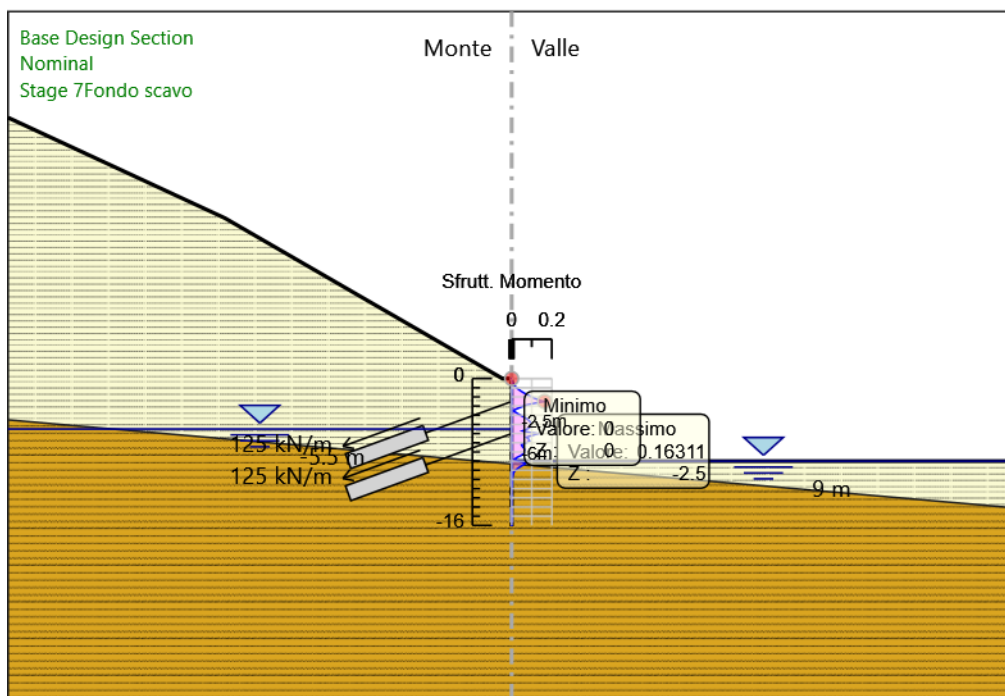 Base Design Section
Nominal
Stage 7Fondo scavo
Monte
Valle
Sfrutt. Momento
0 0.2
0
Minimo
-2.5m
Valore: 0
Massimo
125 kN/m
-5.5 m
6m:
Z : 0
Valore: 0.16311
125 kN/m
Z : -2.5
9 m
-16